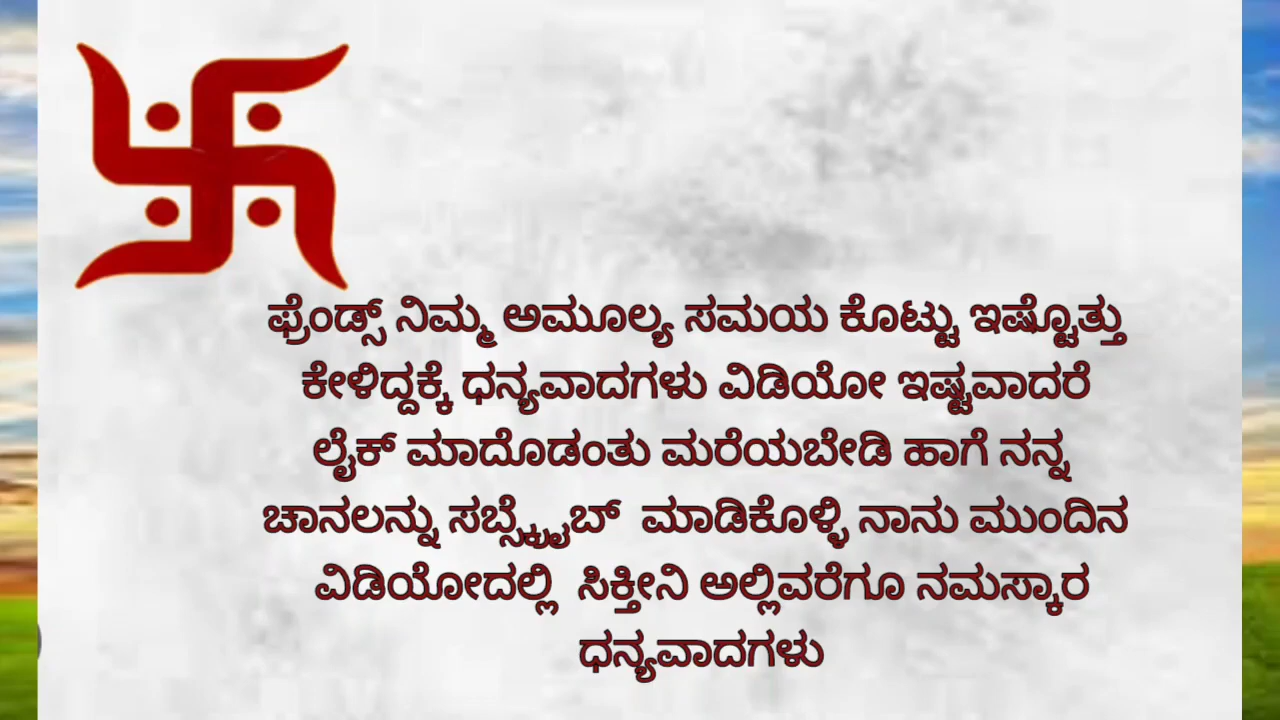 ಫ್ರೆಂಡ್ಸ್ ನಿಮ್ಮ ಅಮೂಲ್ಯ ಸಮಯ ಕೊಟ್ಟು ಇಷ್ಟೊತ್ತು
ಕೇಳಿದ್ದಕ್ಕೆ ಧನ್ಯವಾದಗಳು ವಿಡಿಯೋ ಇಷ್ಟವಾದರೆ
ಲೈಕ್ ಮಾದೊಡಂತು ಮರೆಯಬೇಡಿ ಹಾಗೆ ನನ್ನ
ಚಾನಲನ್ನು ಸಬ್ಸ್ಕ್ರೈಬ್ ಮಾಡಿಕೊಳ್ಳಿ ನಾನು ಮುಂದಿನ
ವಿಡಿಯೋದಲ್ಲಿ ಸಿಕ್ತೀನಿ ಅಲ್ಲಿವರೆಗೂ ನಮಸ್ಕಾರ
ಧನ್ಯವಾದಗಳು